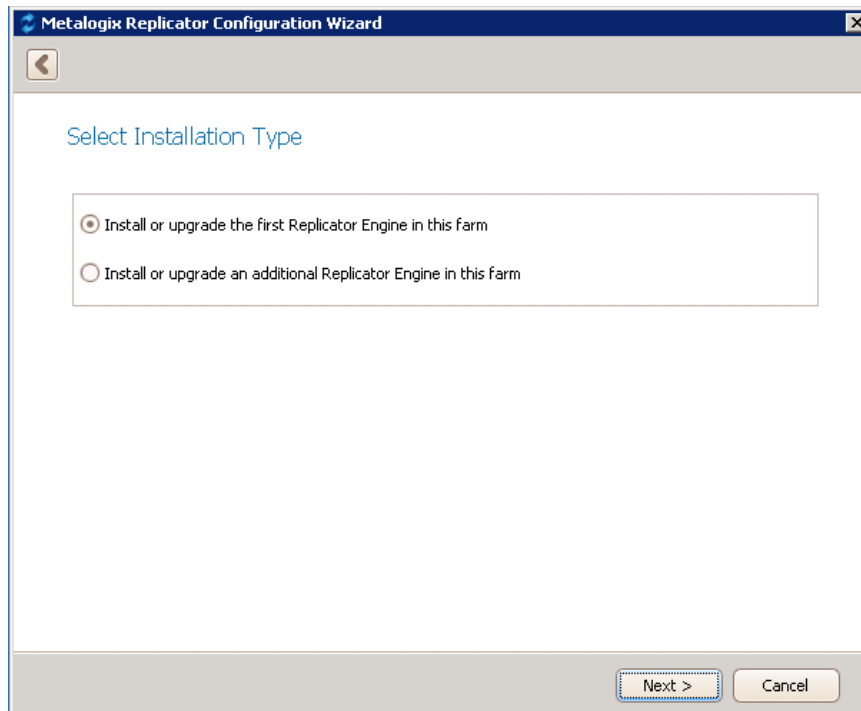 Metalogix Replicator Configuration Wizard
Select Installation Type
Install or upgrade the first Replicator Engine in this farm
Install or upgrade an additional Replicator Engine in this farm
Next >
Cancel